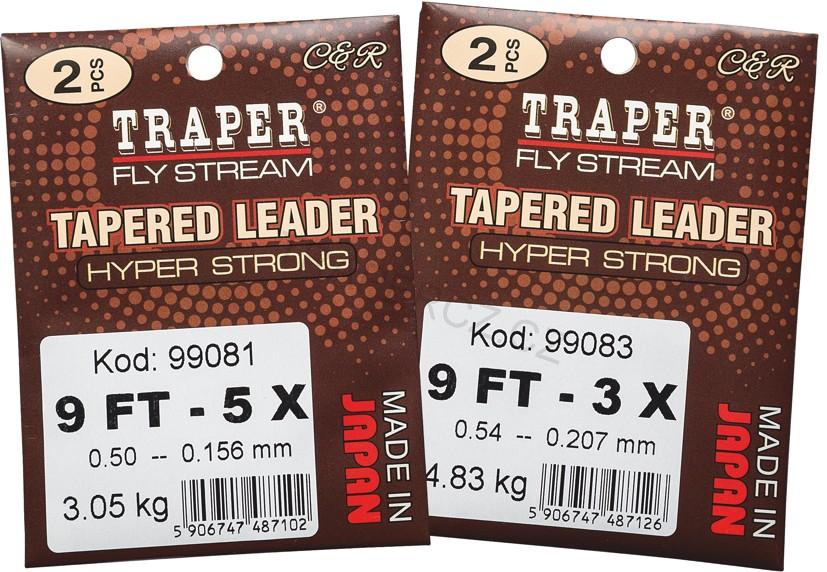 2 PCS
C&R
TRAPER®
FLY STREAM
TAPERED LEADER
HYPER STRONG
Kod: 99081
9 FT - 5 X
0.50 -- 0.156 mm
3.05 kg
5 906747 487102
MADE IN
JAPAN
2 PCS
C&R
TRAPER®
FLY STREAM
TAPERED LEADER
HYPER STRONG
Kod: 99083
9 FT - 3 X
0.54 -- 0.207 mm
4.83 kg
5 906747 487126
MADE IN
JAPAN